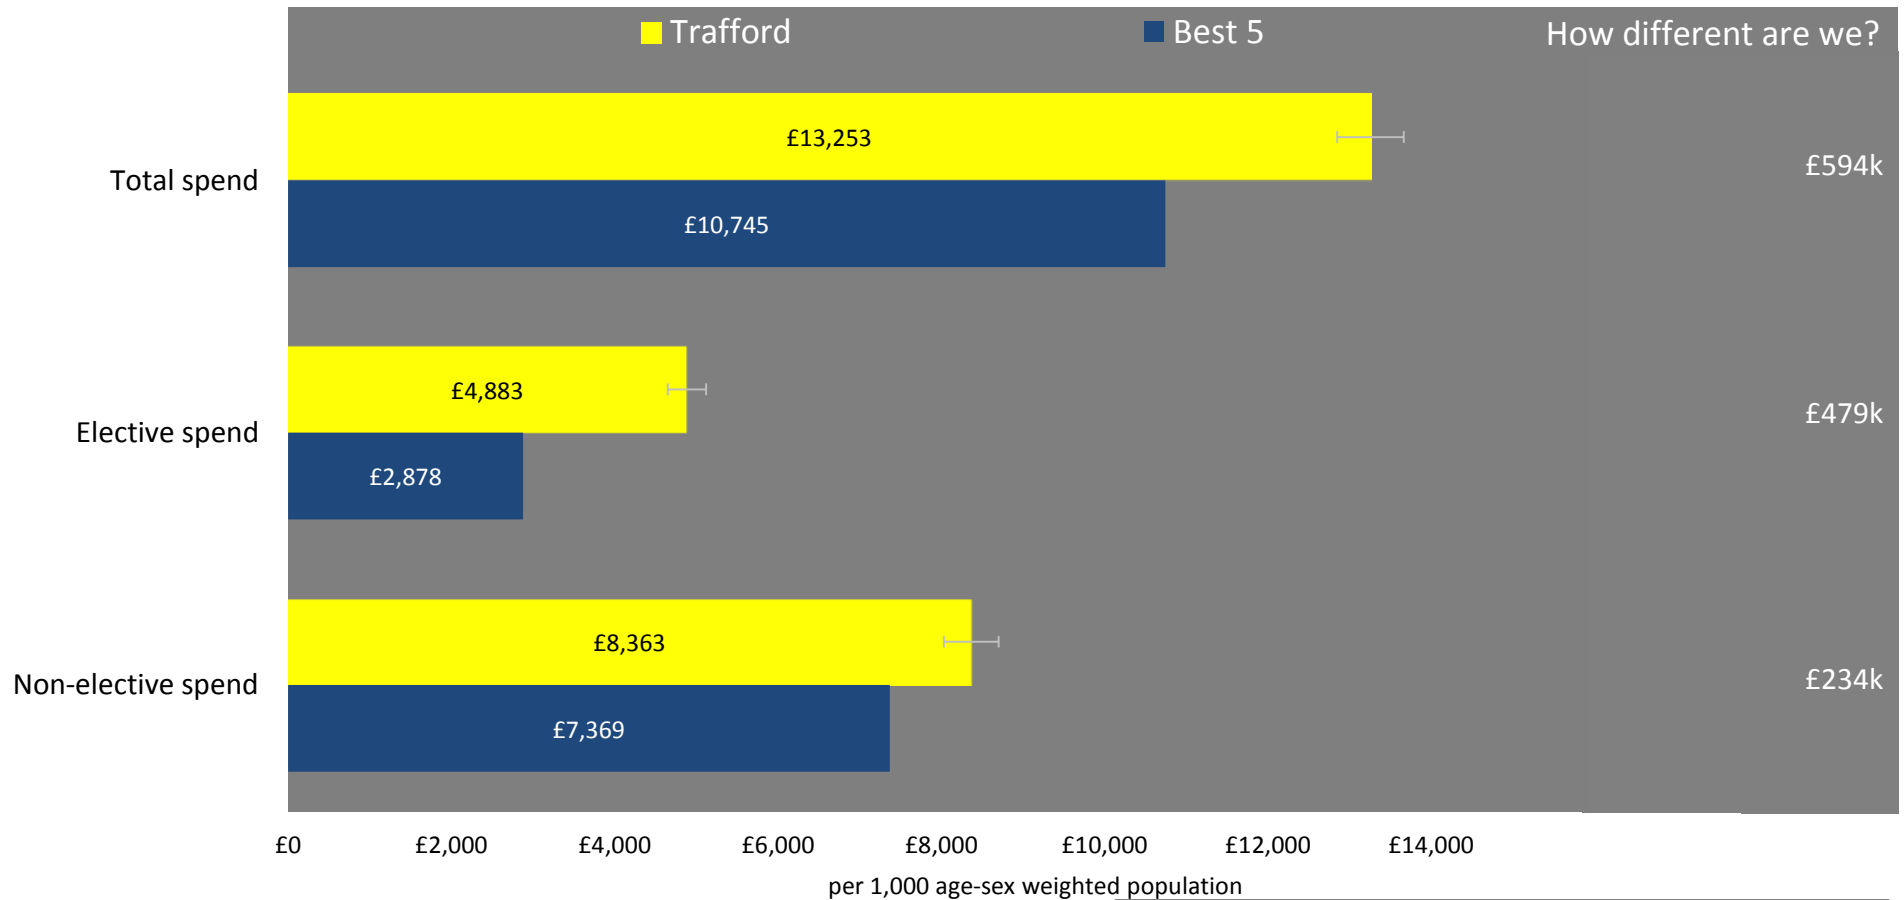 Trafford
Best 5
How different are we?
Total spend
£13,253
£10,745
£594k
Elective spend
£4,883
£2,878
£479k
Non-elective spend
£8,363
£7,369
£234k
£0 £2,000 £4,000 £6,000 £8,000 £10,000 £12,000 £14,000
per 1,000 age-sex weighted population